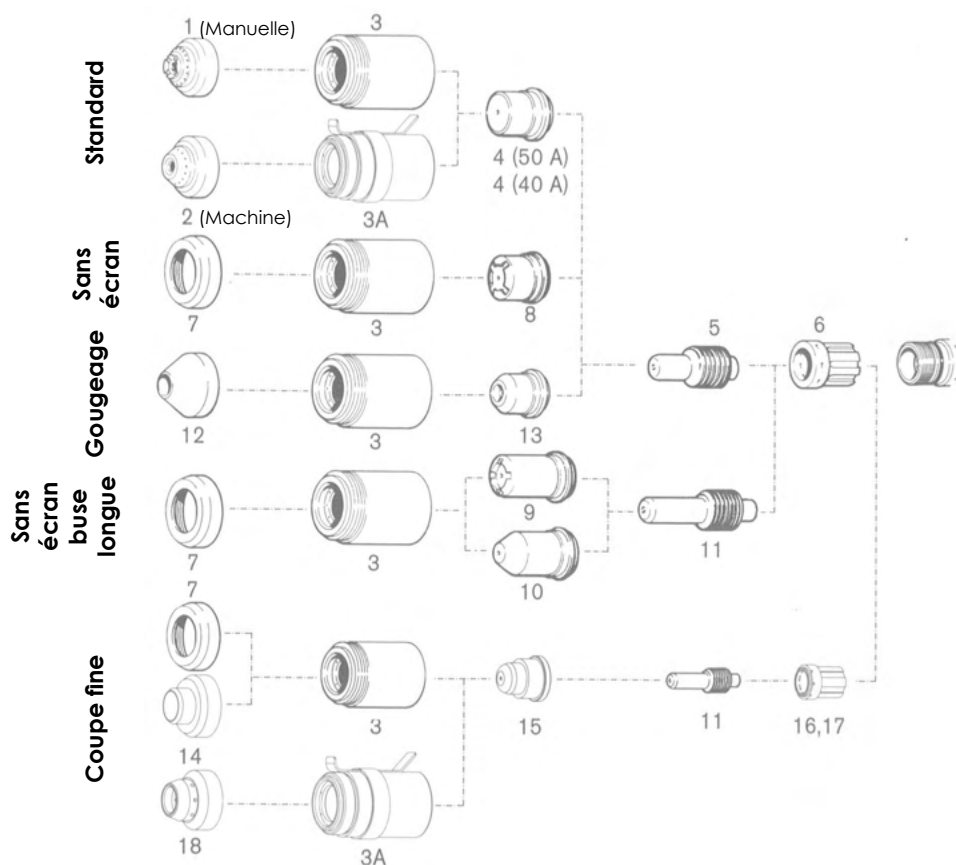 Standard
1 (Manuelle)
3
2 (Machine)
3A
4 (50 A)
4 (40 A)
Sans
écran
7
3
8
5
6
Gougeage
12
3
13
Sans
écran
buse
longue
7
3
9
10
11
Coupe fine
7
14
3
15
11
16,17
18
3A